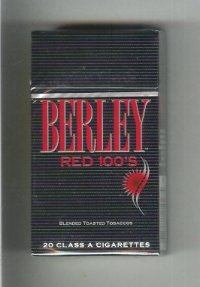 BERLEY
RED 100'S
BLENDED TOASTED TOBACCOS
20 CLASS A CIGARETTES